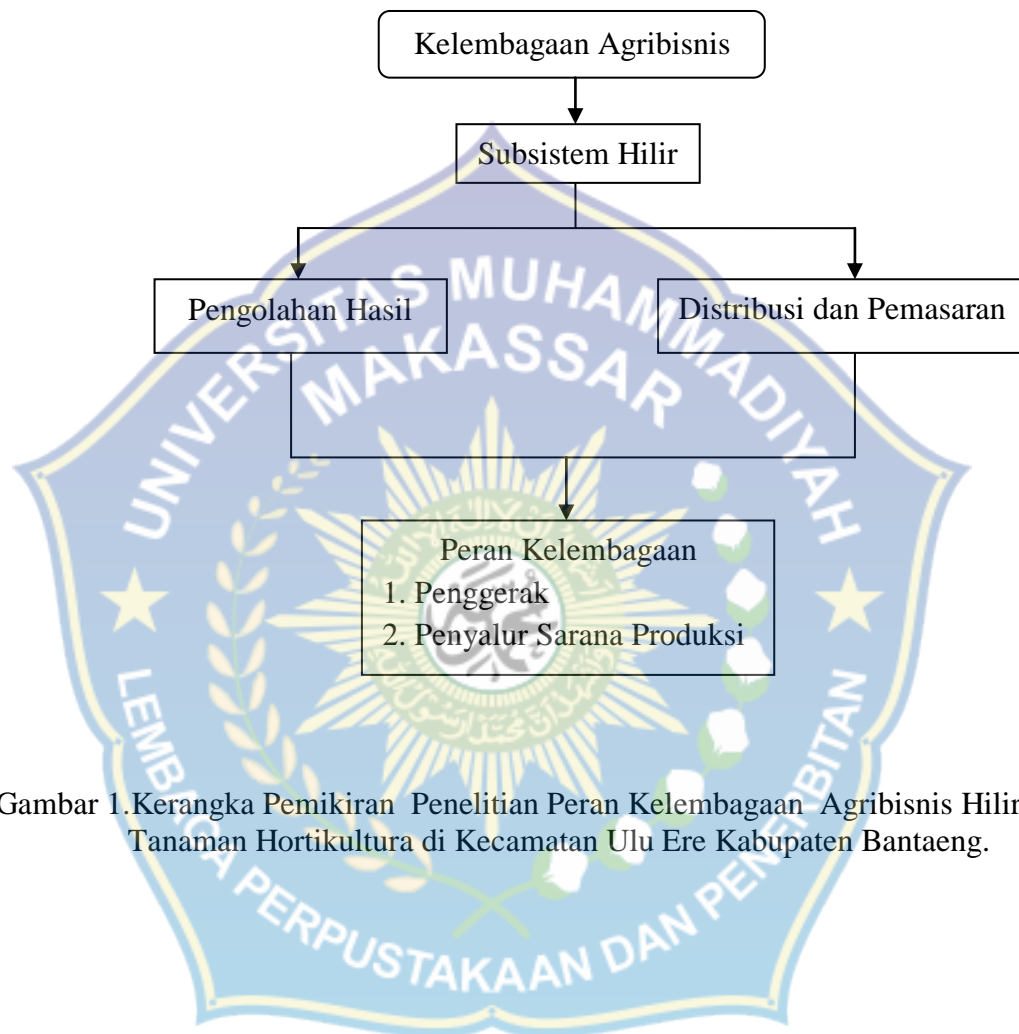 Kelembagaan Agribisnis
Subsistem Hilir
Pengolahan Hasil
Distribusi dan Pemasaran
Peran Kelembagaan
1. Penggerak
2. Penyalur Sarana Produksi
Gambar 1.Kerangka Pemikiran Penelitian Peran Kelembagaan Agribisnis Hilir
Tanaman Hortikultura di Kecamatan Ulu Ere Kabupaten Bantaeng.
UNIVERSITAS MUHAMMADIYAH
MAKASSAR
LEMBAGA PERPUSTAKAAN DAN PENERBITAN